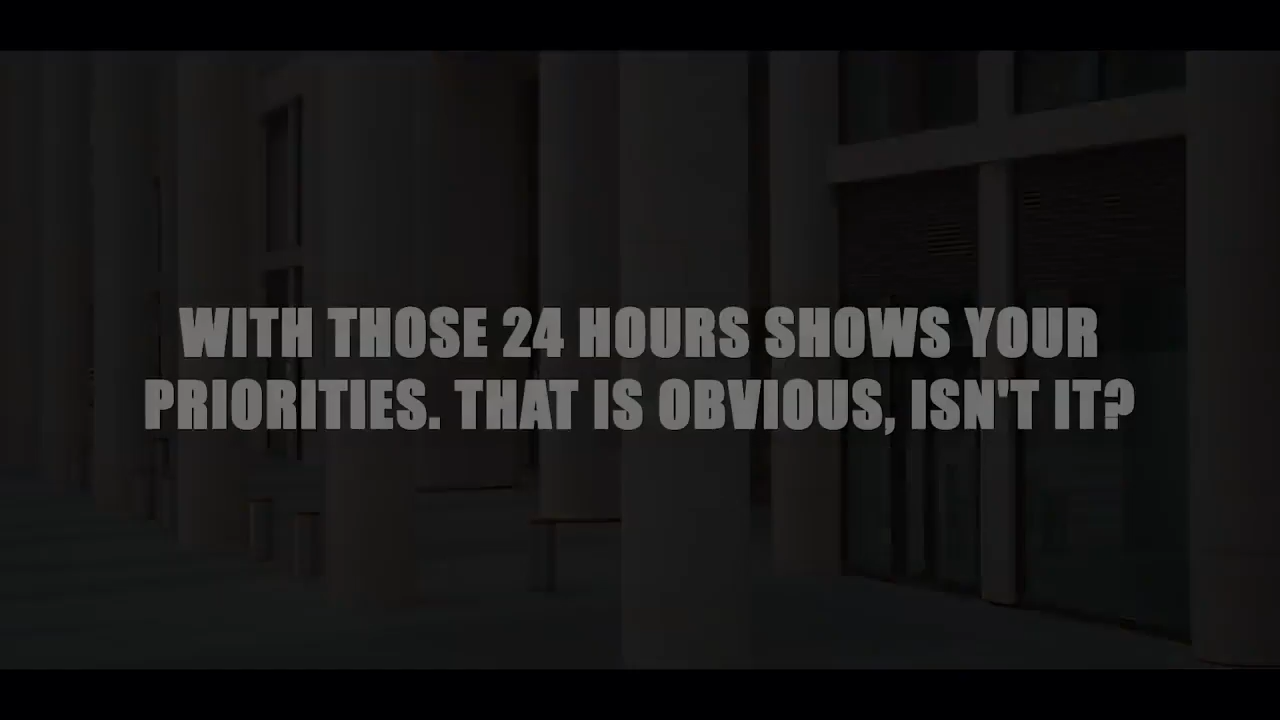 WITH THOSE 24 HOURS SHOWS YOUR
PRIORITIES. THAT IS OBVIOUS, ISN'T IT?